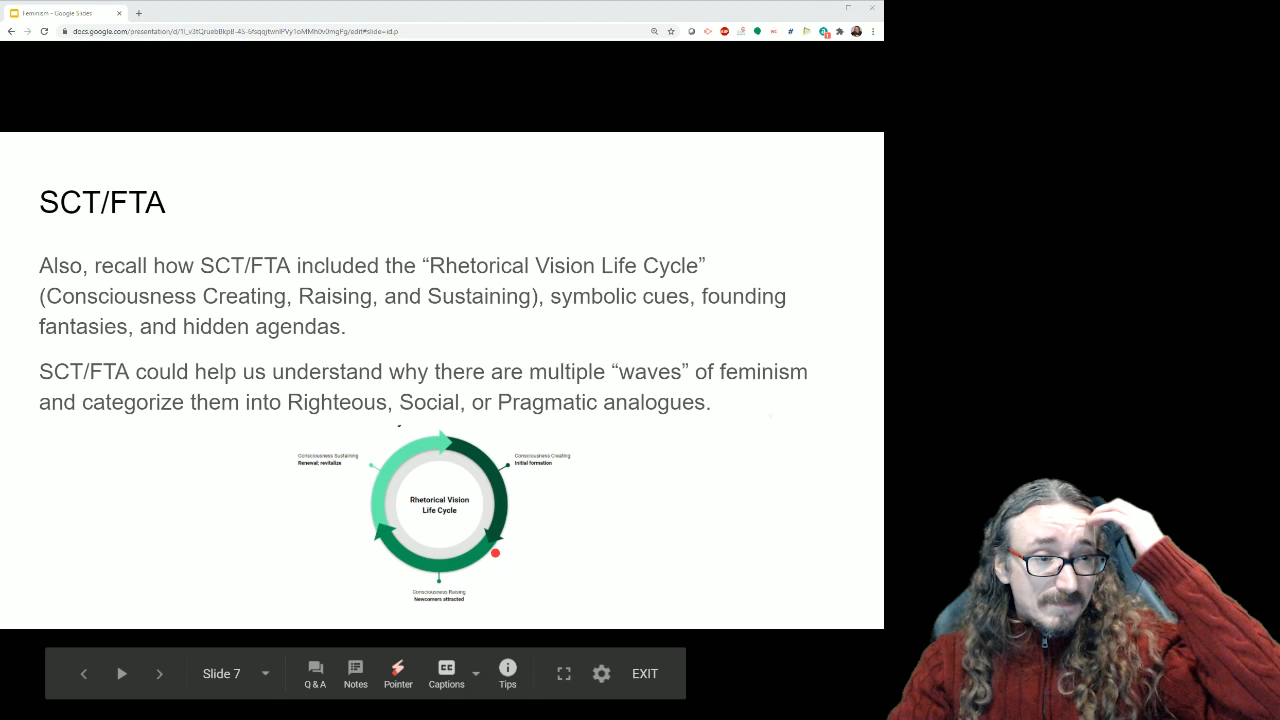 Feminism - Google Slides
SCT/FTA
Also, recall how SCT/FTA included the “Rhetorical Vision Life Cycle”
(Consciousness Creating, Raising, and Sustaining), symbolic cues, founding
fantasies, and hidden agendas.
SCT/FTA could help us understand why there are multiple “waves” of feminism
and categorize them into Righteous, Social, or Pragmatic analogues.
Consciousness Sustaining
Renewal; revitalize
Consciousness Creating
Initial formation
Rhetorical Vision
Life Cycle
Consciousness Raising
Newcomers attracted
Slide 7
Q & A
Notes
Pointer
CC
Captions
Tips
EXIT